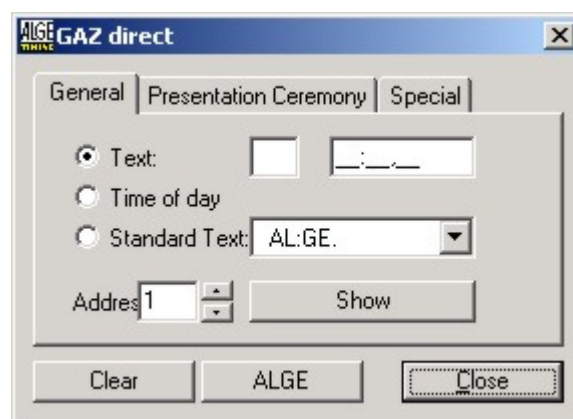 ALGE TIMING GAZ direct
General Presentation Ceremony Special
Text: __:__,__
Time of day
Standard Text: AL:GE.
Addres 1 Show
Clear ALGE Close